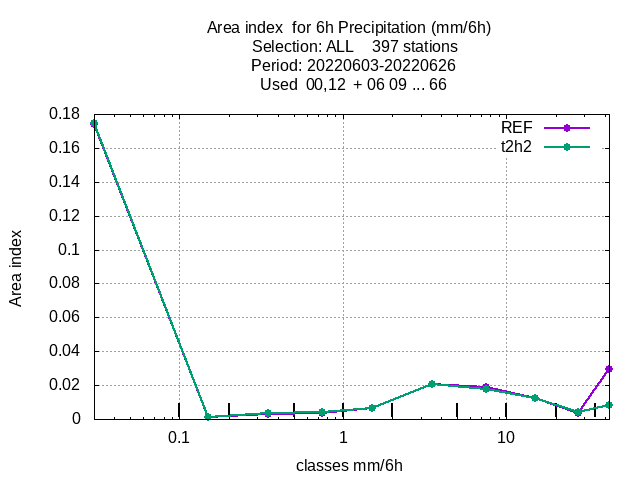 Area index  for 6h Precipitation (mm/6h)
Selection: ALL    397 stations
Period: 20220603-20220626
Used  00,12  + 06 09 ... 66
REF
t2h2
0.18
0.16
0.14
0.12
0.1
0.08
0.06
0.04
0.02
0
Area index
0.1
1
10
classes mm/6h